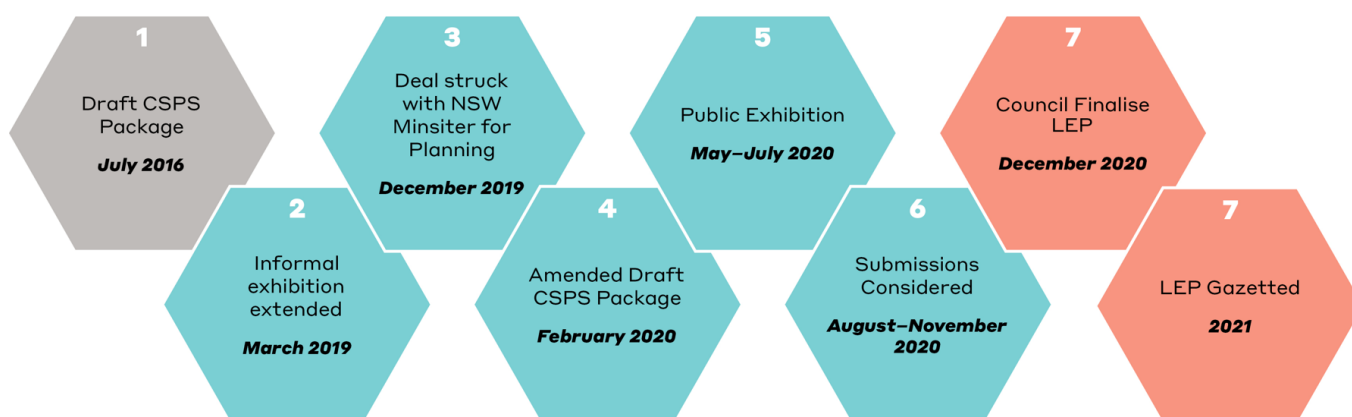 1
Draft CSPS
Package
July 2016
2
Informal
exhibition
extended
March 2019
3
Deal struck
with NSW
Minsiter for
Planning
December 2019
4
Amended Draft
CSPS Package
February 2020
5
Public Exhibition
May–July 2020
6
Submissions
Considered
August–November
2020
7
Council Finalise
LEP
December 2020
7
LEP Gazetted
2021